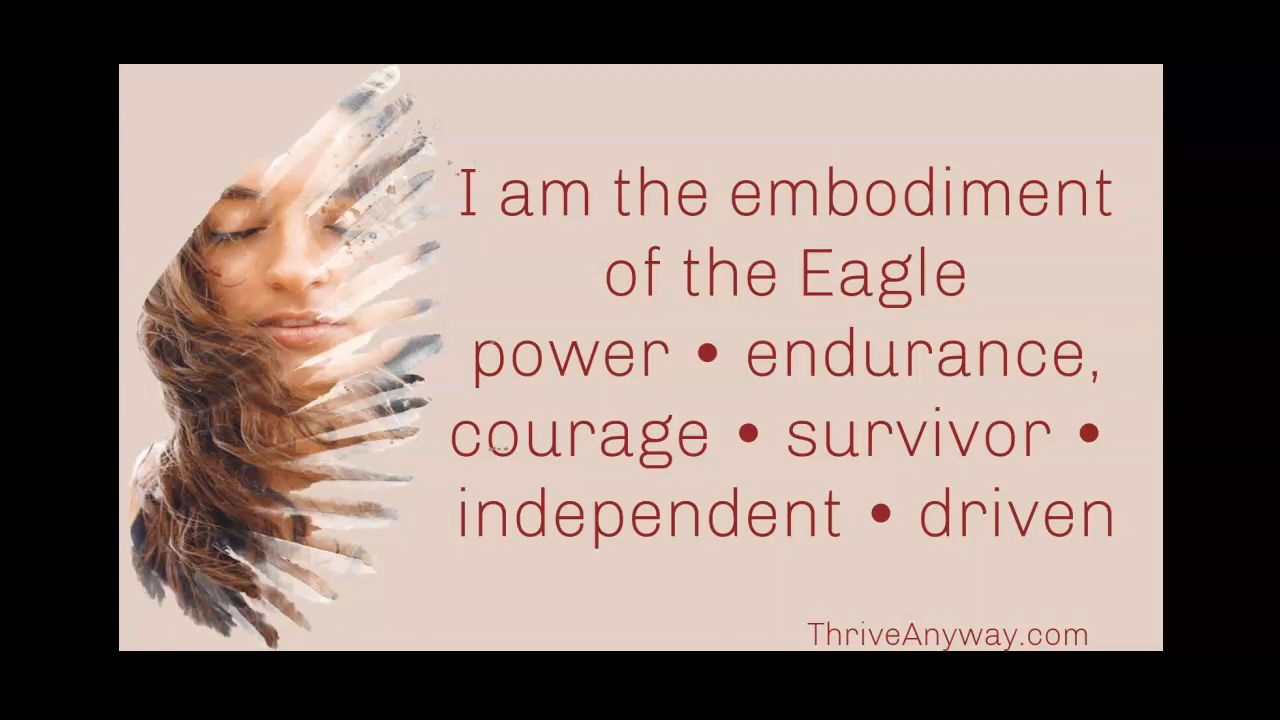 I am the embodiment
of the Eagle
power • endurance,
courage • survivor •
independent • driven
ThriveAnyway.com